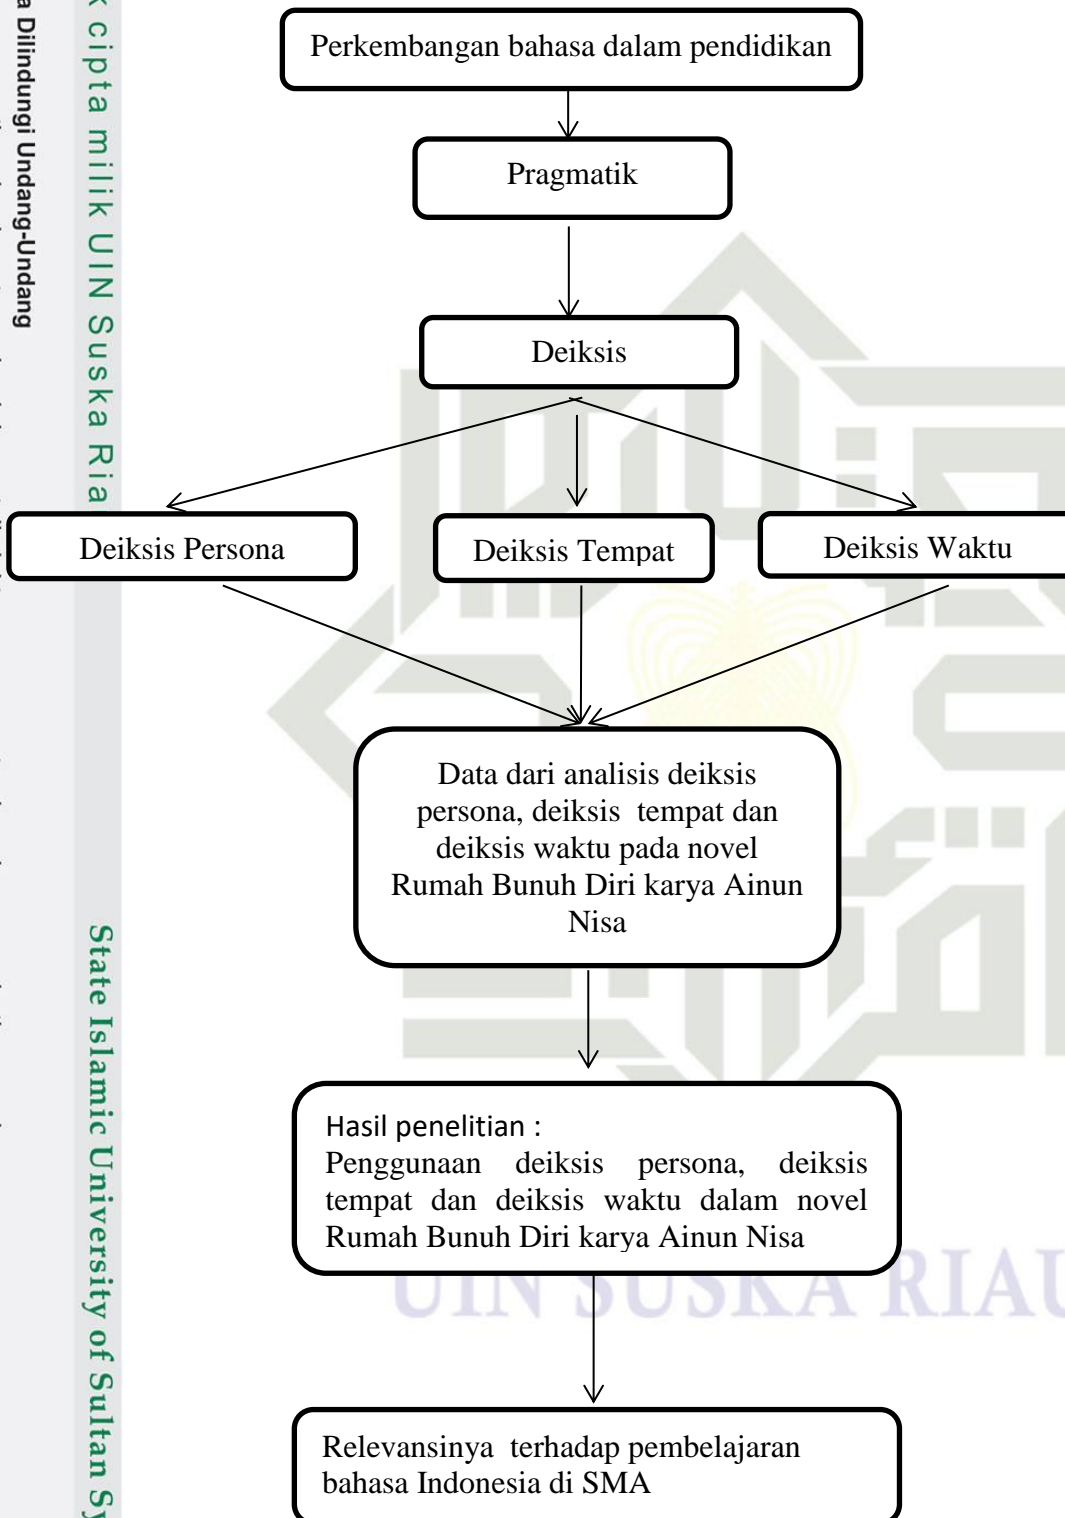 Perkembangan bahasa dalam pendidikan
Pragmatik
Deiksis
Deiksis Persona
Deiksis Tempat
Deiksis Waktu
Data dari analisis deiksis
persona, deiksis tempat dan
deiksis waktu pada novel
Rumah Bunuh Diri karya Ainun
Nisa
Hasil penelitian :
Penggunaan deiksis persona, deiksis
tempat dan deiksis waktu dalam novel
Rumah Bunuh Diri karya Ainun Nisa
UIN SUSKA RIAU
Relevansinya terhadap pembelajaran
bahasa Indonesia di SMA
Dilindungi Undang-Undang
cipta milik UIN Suska Ria
State Islamic University of Sultan Sy